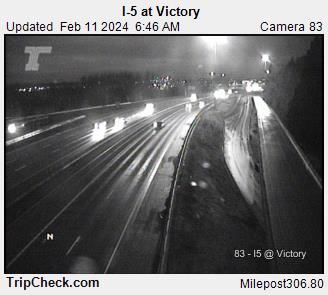 I-5 at Victory
Updated  Feb 11 2024  6:46 AM
Camera 83
T
N
83 - I5 @ Victory
TripCheck.com
Milepost306.80